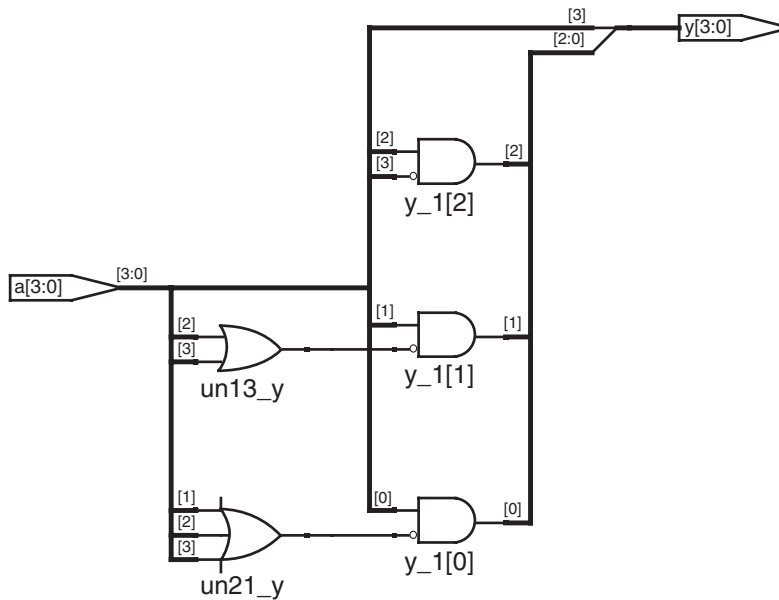 [3]
y[3:0]
[2:0]
[2]
[3]
[2]
y_1[2]
[3:0]
a[3:0]
[1]
[1]
[2]
[3]
y_1[1]
un13_y
[1]
[0]
[0]
[2]
[3]
y_1[0]
un21_y